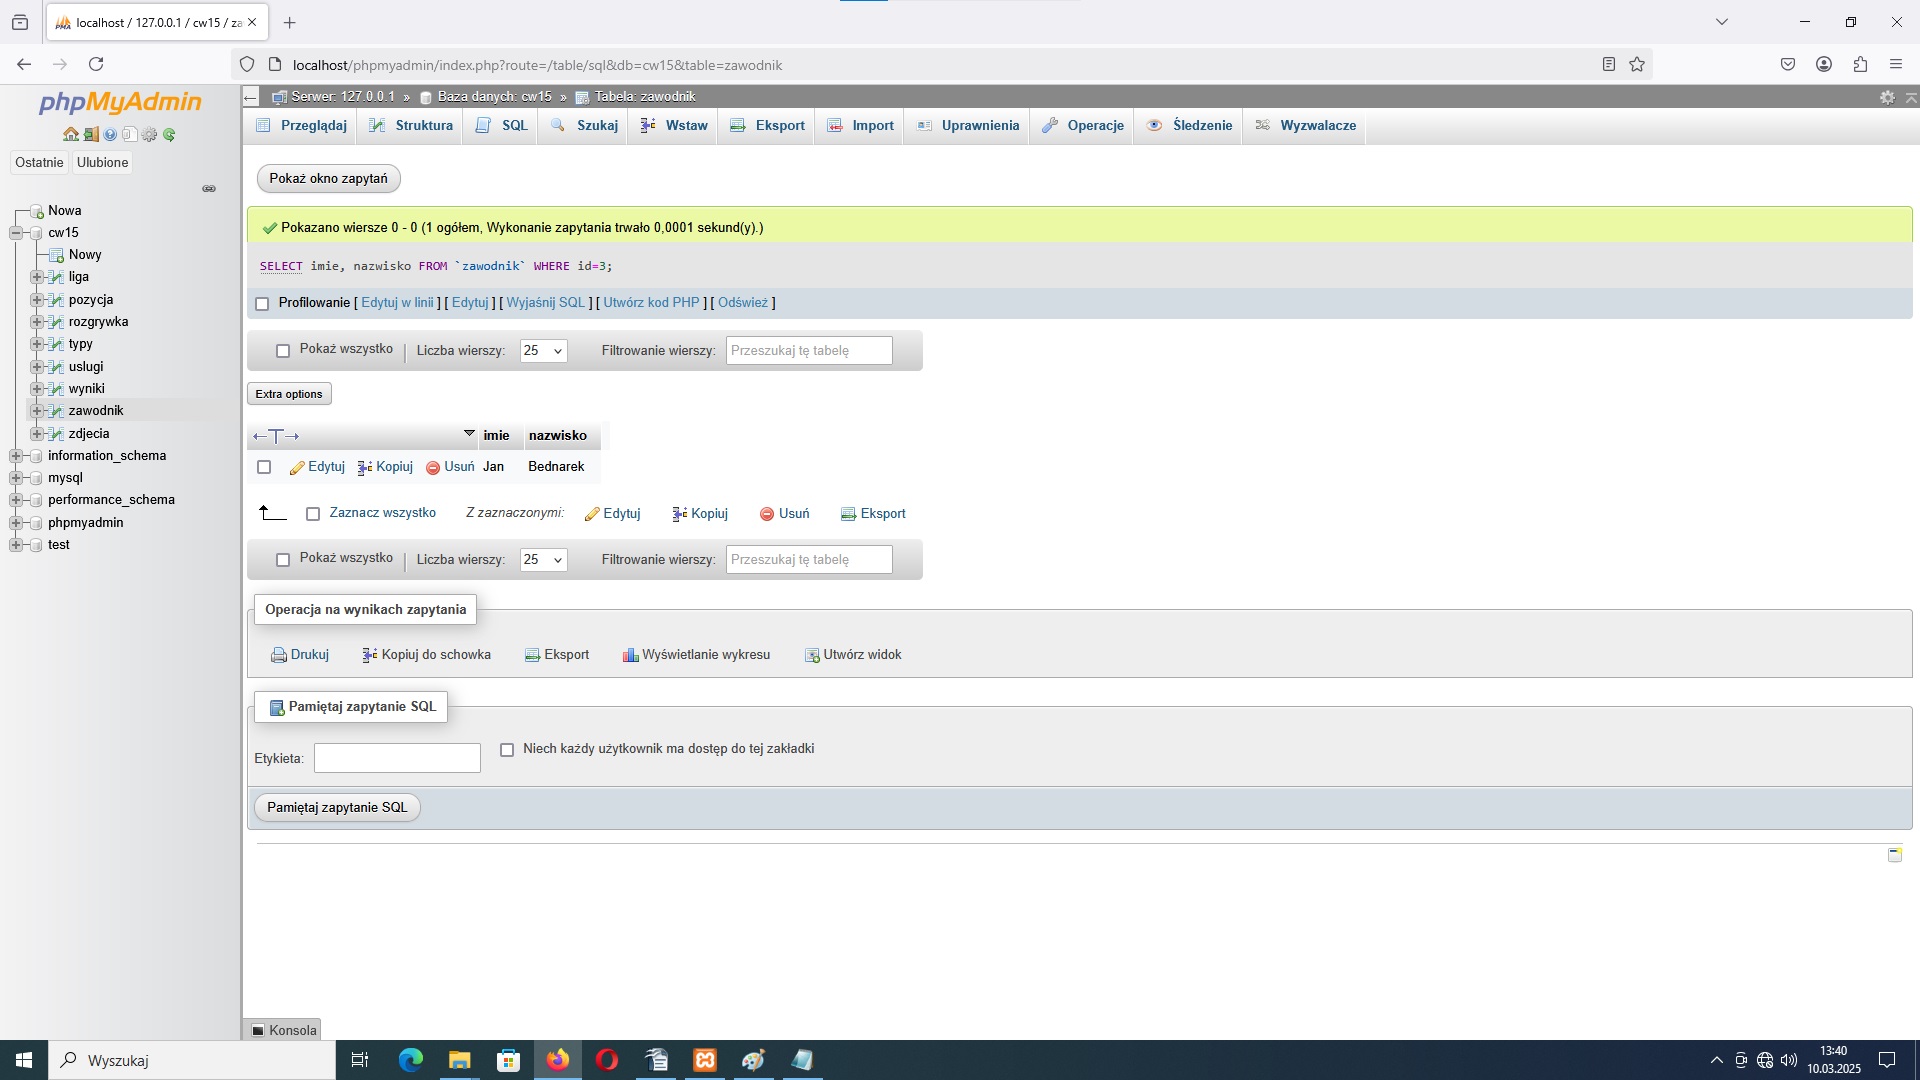 localhost / 127.0.0.1 / cw15 / za
localhost/phpmyadmin/index.php?route=/table/sql&db=cw15&table=zawodnik
phpMyAdmin
Ostatnie Ulubione
Nowa
cw15
Nowy
liga
pozycja
rozgrywka
typy
uslugi
wyniki
zawodnik
zdjecia
information_schema
mysql
performance_schema
phpmyadmin
test
Serwer: 127.0.0.1 » Baza danych: cw15 » Tabela: zawodnik
Przeglądaj Struktura SQL Szukaj Wstaw Eksport Import Uprawnienia Operacje Śledzenie Wyzwalacze
Pokaż okno zapytań
Pokazano wiersze 0 - 0 (1 ogółem, Wykonanie zapytania trwało 0,0001 sekund(y).)
SELECT imie, nazwisko FROM `zawodnik` WHERE id=3;
Profilowanie [ Edytuj w linii ] [ Edytuj ] [ Wyjaśnij SQL ] [ Utwórz kod PHP ] [ Odśwież ]
Pokaż wszystko | Liczba wierszy: 25 Filtrowanie wierszy: Przeszukaj tę tabelę
Extra options
←T→ imie nazwisko
Edytuj Kopiuj Usuń Jan Bednarek
Zaznacz wszystko Z zaznaczonymi: Edytuj Kopiuj Usuń Eksport
Pokaż wszystko | Liczba wierszy: 25 Filtrowanie wierszy: Przeszukaj tę tabelę
Operacja na wynikach zapytania
Drukuj Kopiuj do schowka Eksport Wyświetlanie wykresu Utwórz widok
Pamiętaj zapytanie SQL
Etykieta: Niech każdy użytkownik ma dostęp do tej zakładki
Pamiętaj zapytanie SQL
Konsola
Wyszukaj
13:40
10.03.2025